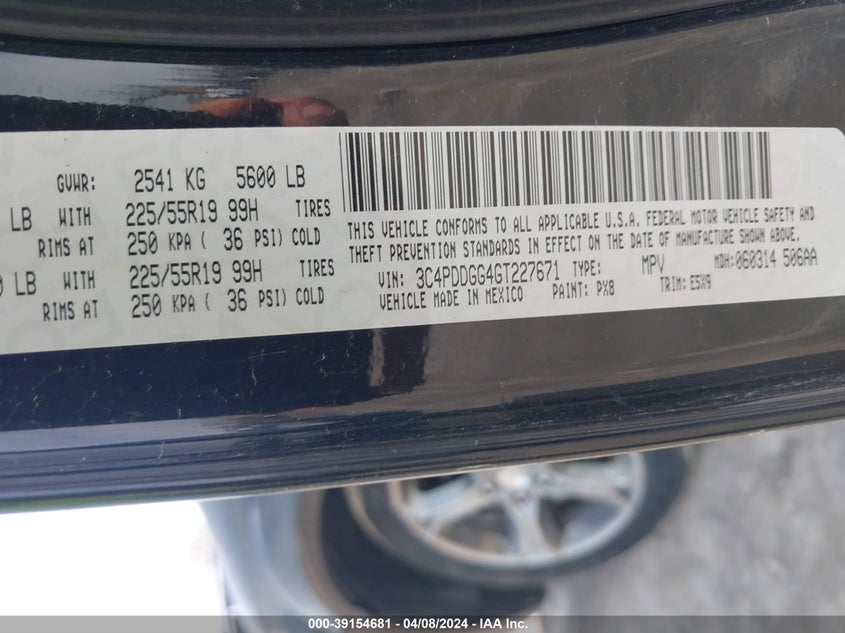 GVWR: 2541 KG 5600 LB
LB WITH 225/55R19 99H TIRES
RIMS AT 250 KPA ( 36 PSI) COLD
LB WITH 225/55R19 99H TIRES
RIMS AT 250 KPA ( 36 PSI) COLD
THIS VEHICLE CONFORMS TO ALL APPLICABLE U.S.A. FEDERAL MOTOR VEHICLE SAFETY AND
THEFT PREVENTION STANDARDS IN EFFECT ON THE DATE OF MANUFACTURE SHOWN ABOVE.
VIN: 3C4PDDGG4GT227671 TYPE: MPV MDH: 060314 506AA
VEHICLE MADE IN MEXICO PAINT: PX8 TRIM: E5X9
000-39154681 - 04/08/2024 - IAA Inc.